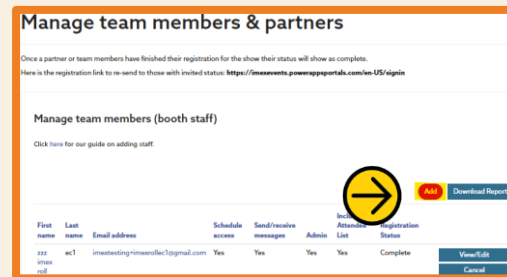 Manage team members & partners
Once a partner or team members have finished their registration for the show their status will show as complete.
Here is the registration link to re-send to those with invited status: https://imexevents.powerappsportals.com/en-US/signin
Manage team members (booth staff)
Click here for our guide on adding staff.
Add Download Report
First name Last name Email address Schedule access Send/receive messages Admin Attendee List Registration Status
zzz imex roll ec1 imextesting+imexrollec1@gmail.com Yes Yes Yes Yes Complete View/Edit
Cancel